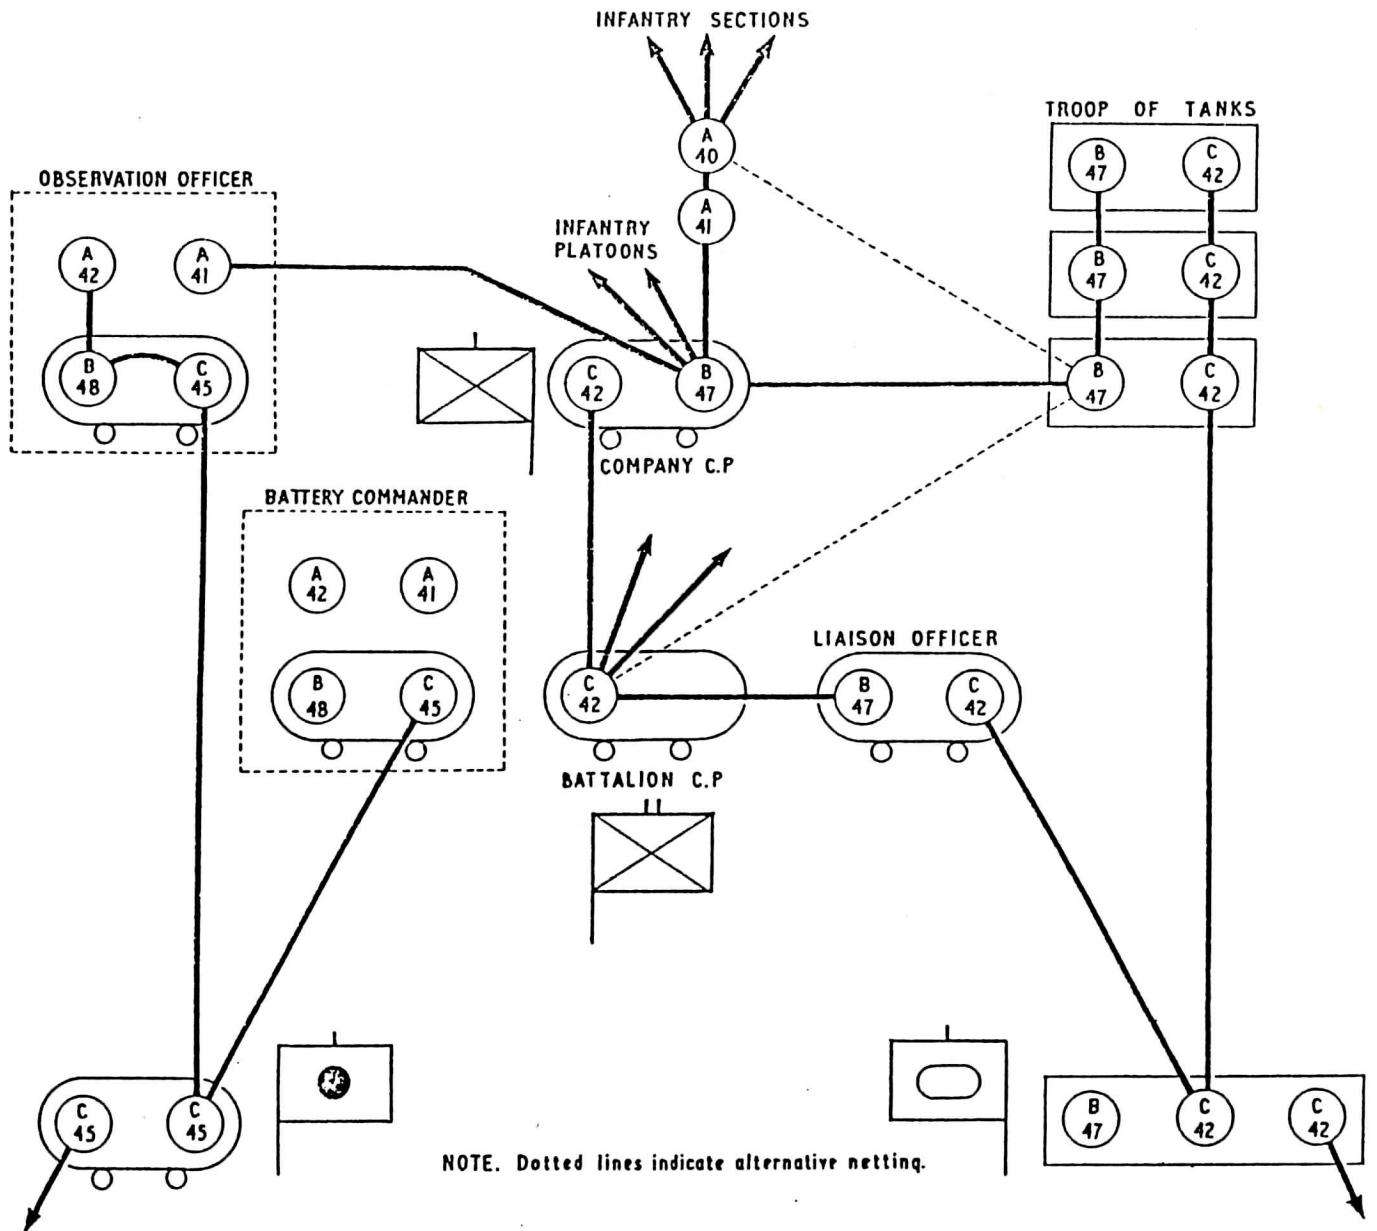 INFANTRY SECTIONS
TROOP OF TANKS
A
40
B
47
C
42
OBSERVATION OFFICER
A
41
INFANTRY
PLATOONS
A
42
A
41
B
47
C
42
B
48
C
45
C
42
B
47
B
47
C
42
COMPANY C.P
BATTERY COMMANDER
A
42
A
41
LIAISON OFFICER
B
48
C
45
C
42
B
47
C
42
BATTALION C.P
C
45
C
45
B
47
C
42
C
42
NOTE. Dotted lines indicate alternative netting.